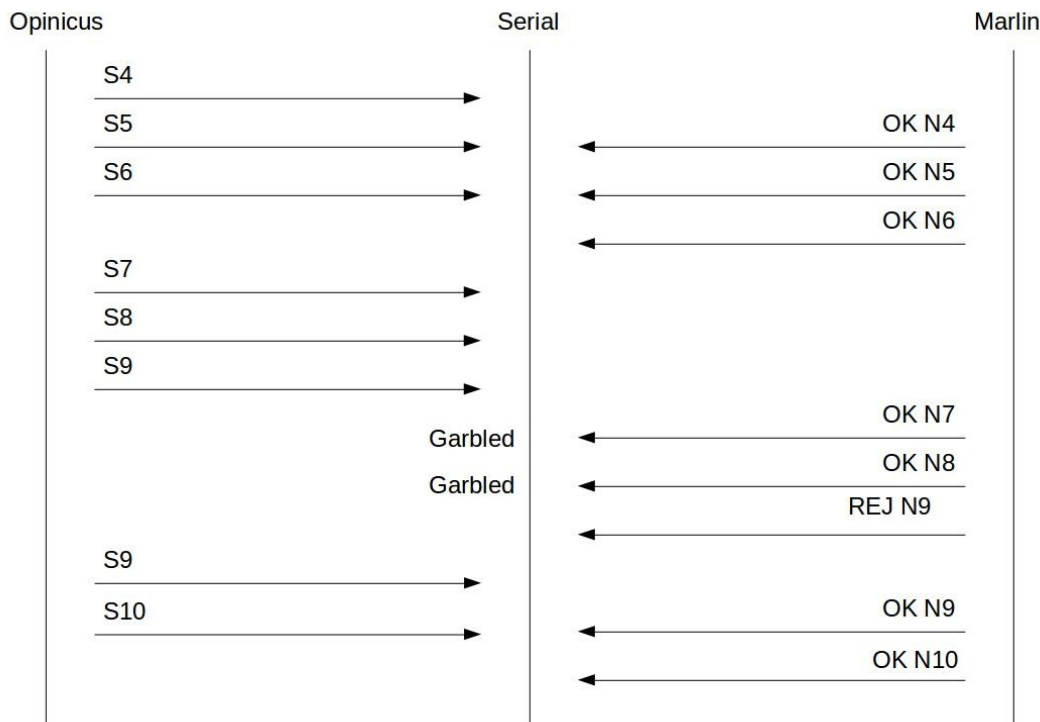 Opinicus Serial Marlin
S4
S5 OK N4
S6 OK N5
OK N6
S7
S8
S9
OK N7
Garbled
OK N8
Garbled
REJ N9
S9
S10 OK N9
OK N10